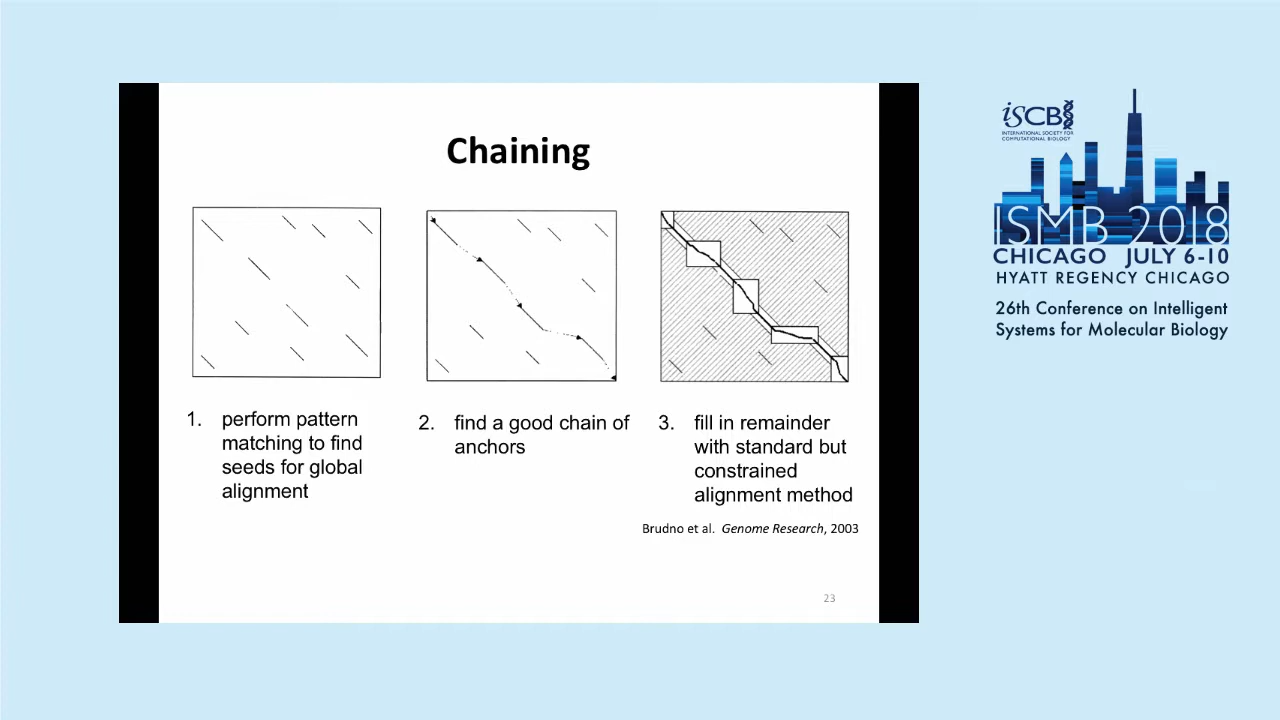 Chaining
1. perform pattern
matching to find
seeds for global
alignment
2. find a good chain of
anchors
3. fill in remainder
with standard but
constrained
alignment method
Brudno et al. Genome Research, 2003
23
iSCB
INTERNATIONAL SOCIETY FOR
COMPUTATIONAL BIOLOGY
ISMB 2018
CHICAGO JULY 6-10
HYATT REGENCY CHICAGO
26th Conference on Intelligent
Systems for Molecular Biology